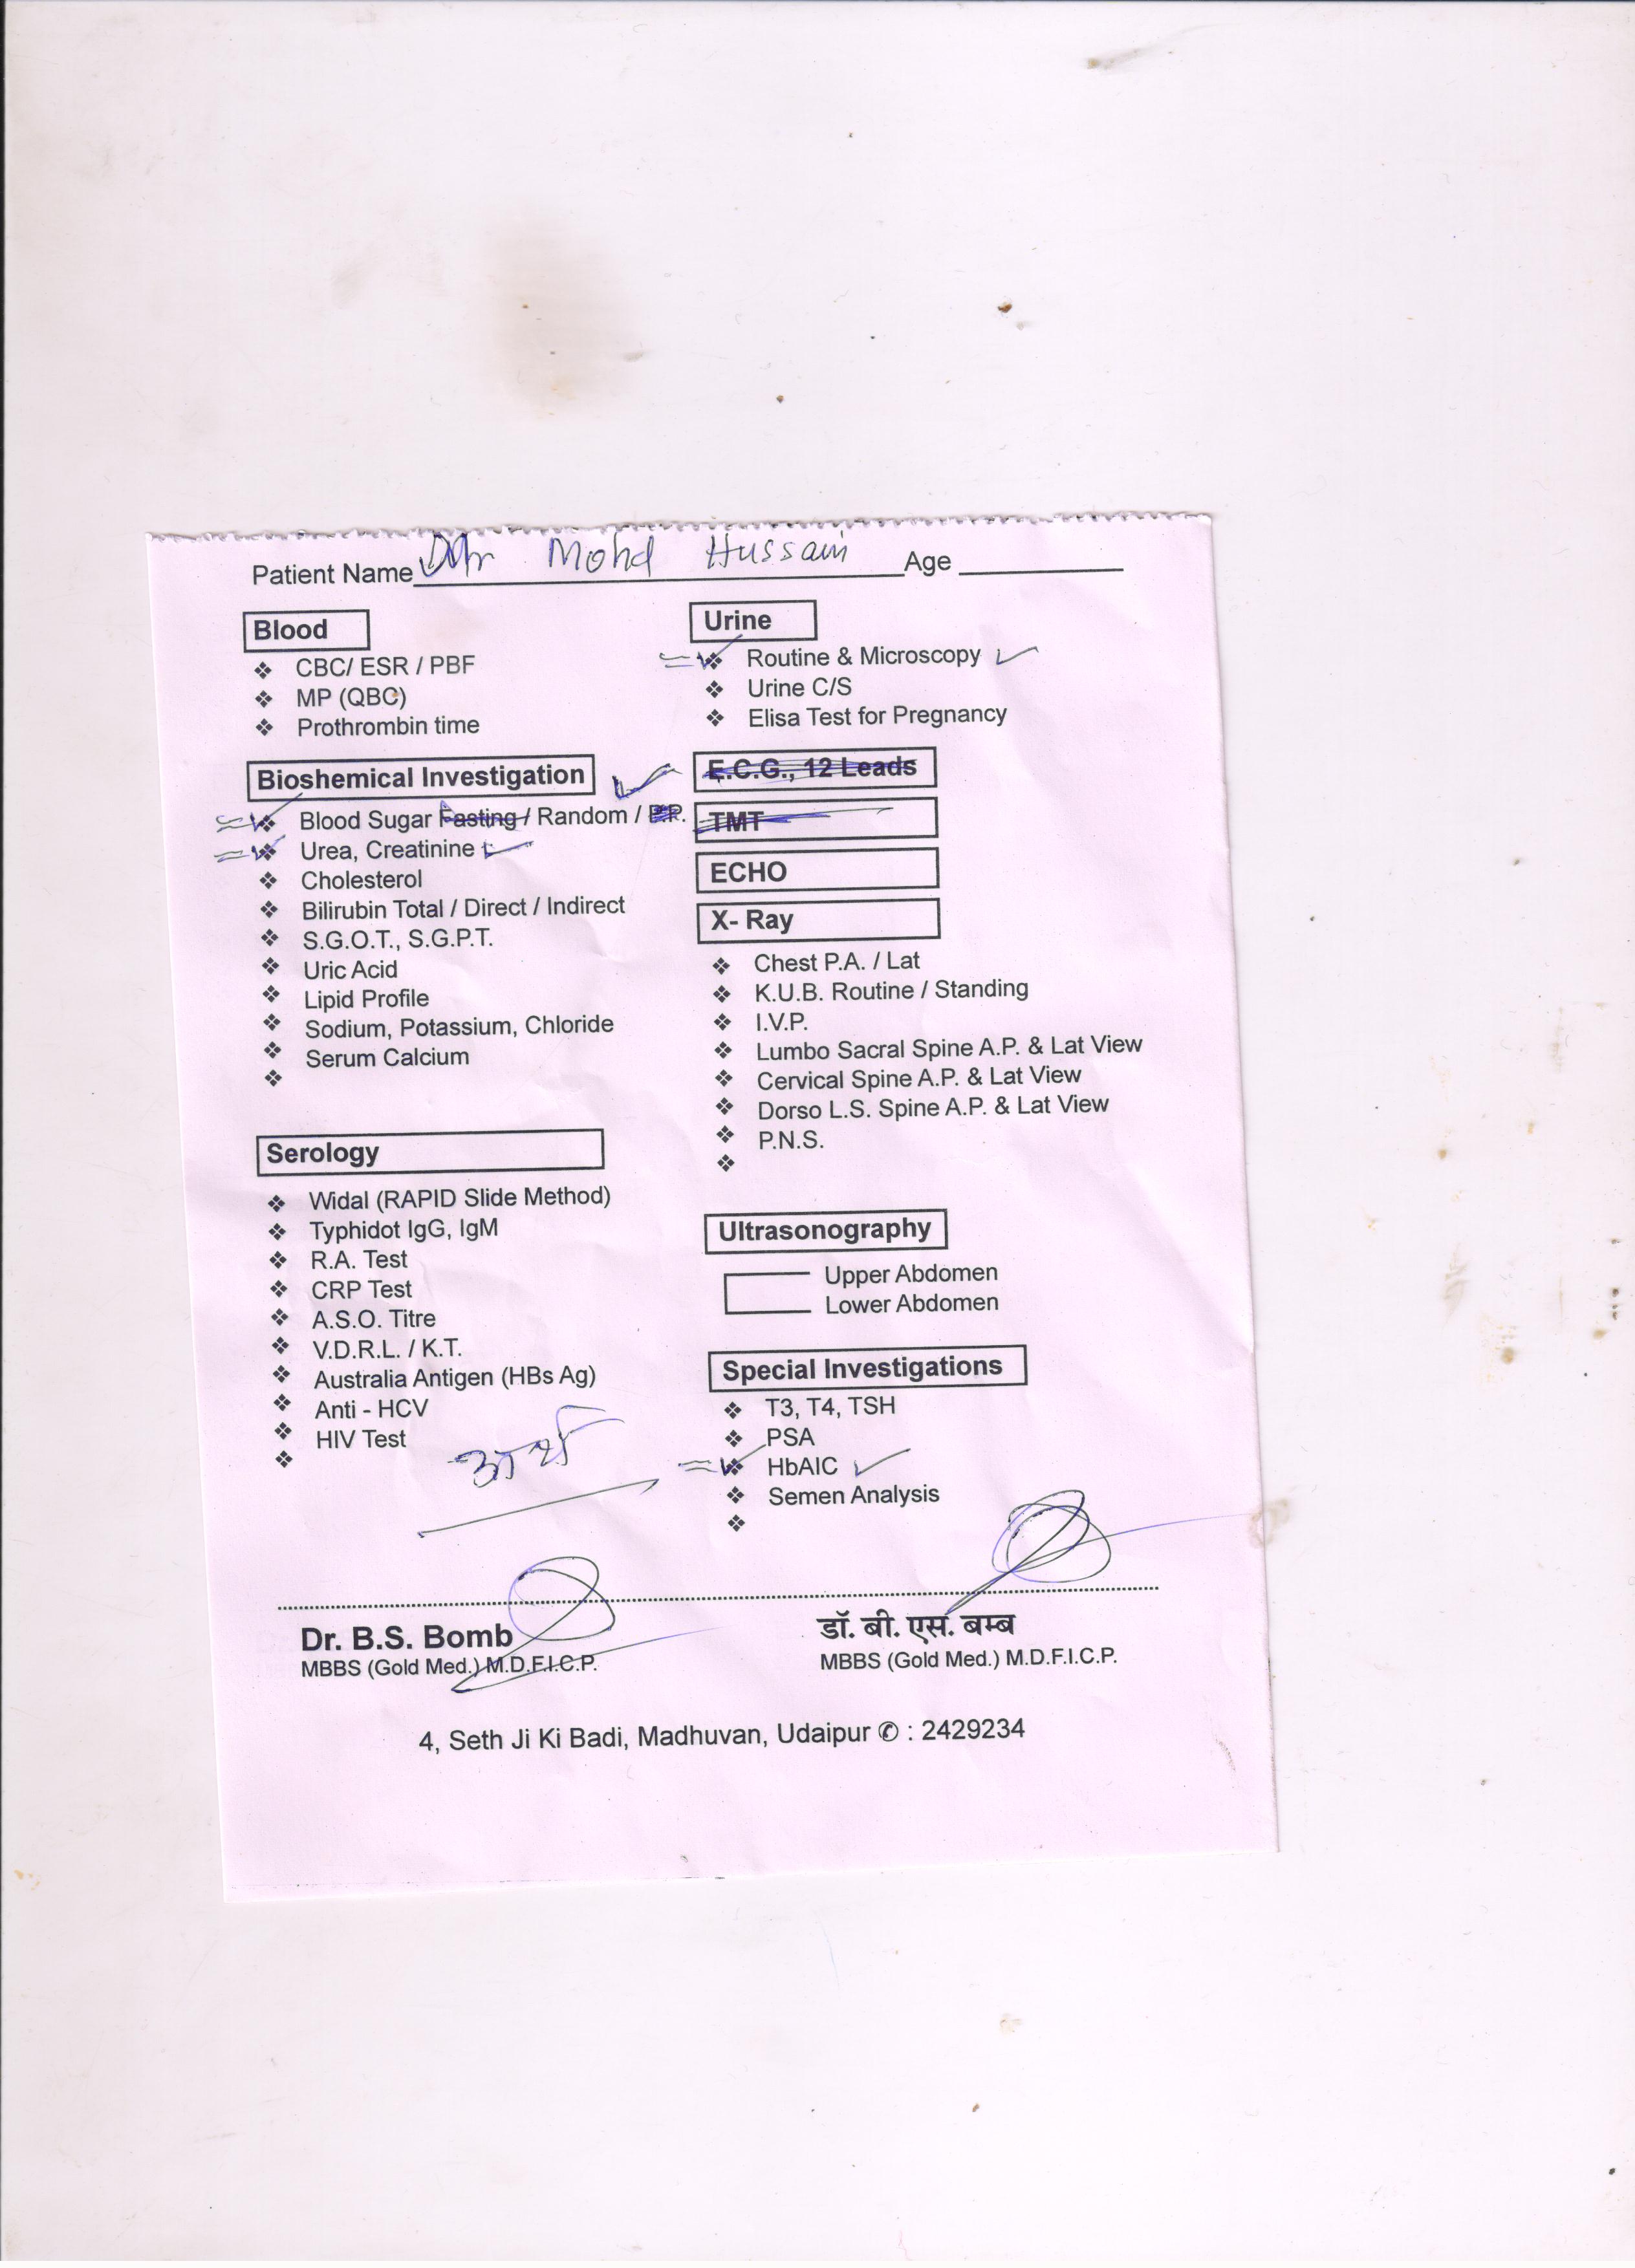 Patient Name Mohd Hussain Age
Blood
CBC/ ESR / PBF
MP (QBC)
Prothrombin time
Bioshemical Investigation
Blood Sugar Fasting / Random / P.P.
Urea, Creatinine
Cholesterol
Bilirubin Total / Direct / Indirect
S.G.O.T., S.G.P.T.
Uric Acid
Lipid Profile
Sodium, Potassium, Chloride
Serum Calcium
Serology
Widal (RAPID Slide Method)
Typhidot IgG, IgM
R.A. Test
CRP Test
A.S.O. Titre
V.D.R.L. / K.T.
Australia Antigen (HBs Ag)
Anti - HCV
HIV Test
Urine
Routine & Microscopy
Urine C/S
Elisa Test for Pregnancy
E.C.G., 12 Leads
TMT
ECHO
X- Ray
Chest P.A. / Lat
K.U.B. Routine / Standing
I.V.P.
Lumbo Sacral Spine A.P. & Lat View
Cervical Spine A.P. & Lat View
Dorso L.S. Spine A.P. & Lat View
P.N.S.
Ultrasonography
Upper Abdomen
Lower Abdomen
Special Investigations
T3, T4, TSH
PSA
HbAIC
Semen Analysis
Dr. B.S. Bomb
MBBS (Gold Med.) M.D.F.I.C.P.
डॉ. बी. एस. बम्ब
MBBS (Gold Med.) M.D.F.I.C.P.
4, Seth Ji Ki Badi, Madhuvan, Udaipur ✆ : 2429234